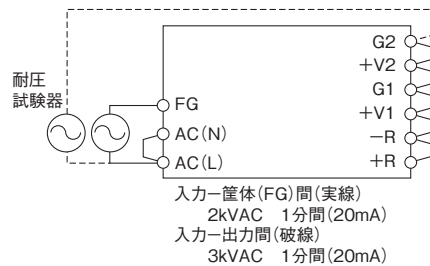 耐圧
試験器
FG
AC(N)
AC(L)
G2
+V2
G1
+V1
−R
+R
入力ー筐体(FG)間(実線)
2kVAC 1分間(20mA)
入力ー出力間(破線)
3kVAC 1分間(20mA)